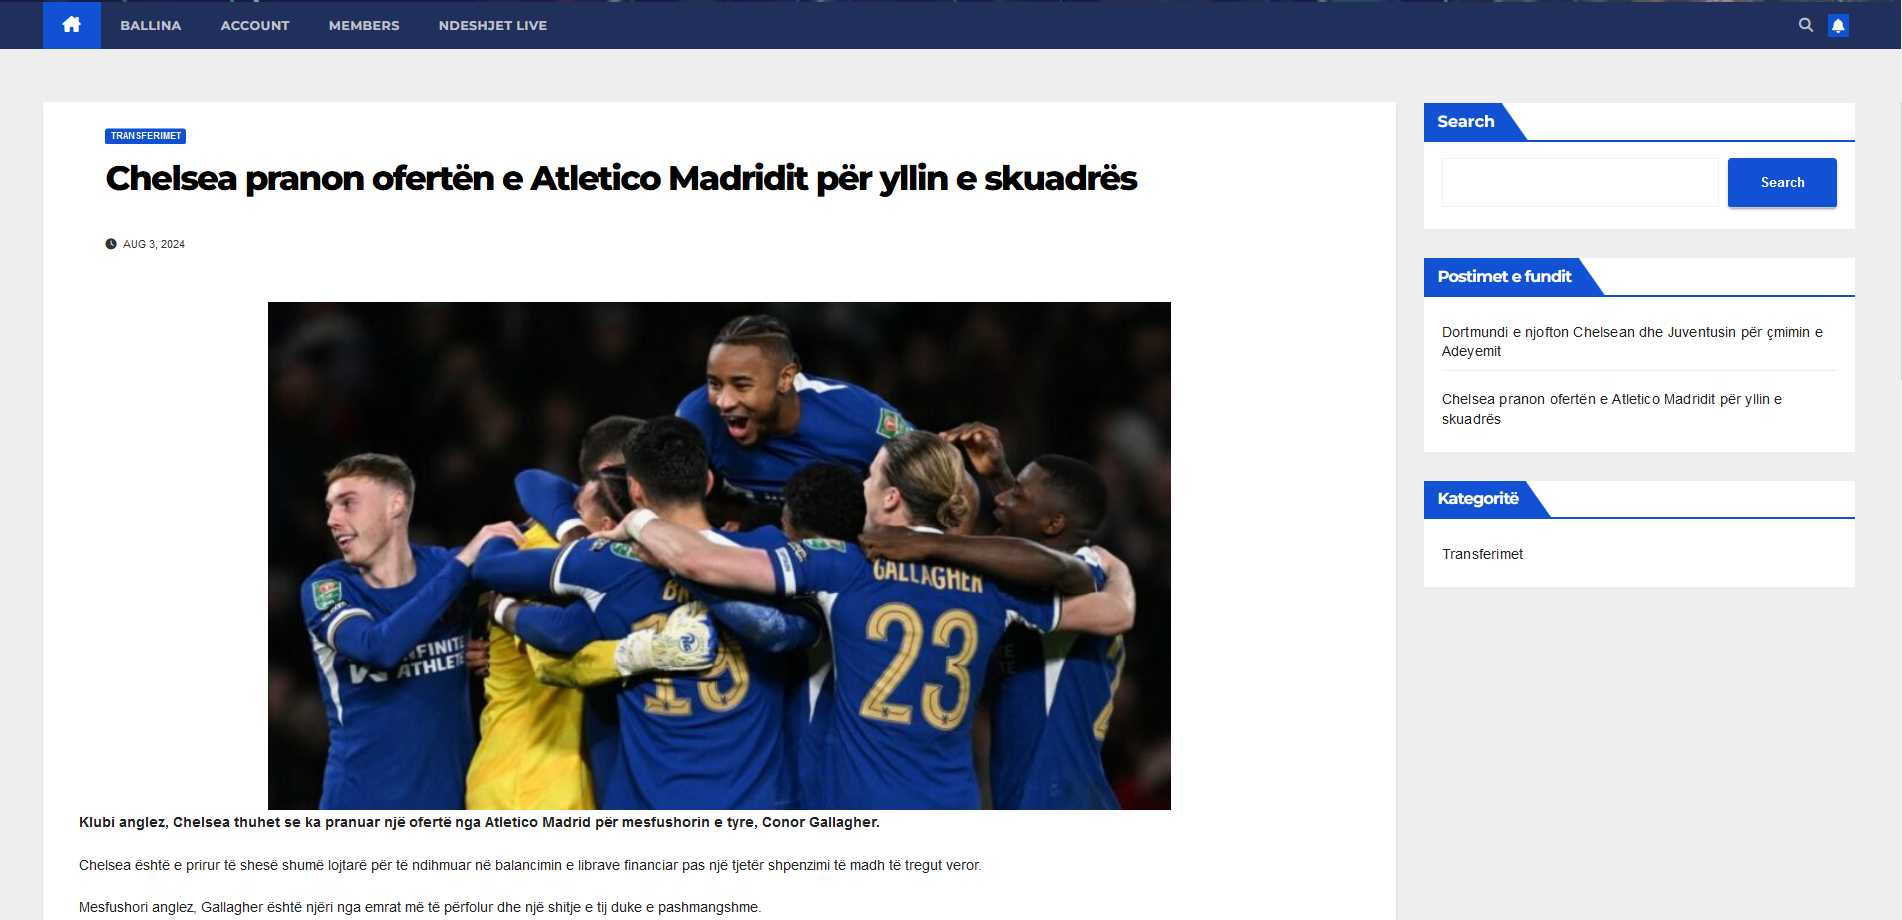 BALLINA ACCOUNT MEMBERS NDESHJET LIVE
TRANSFERIMET
Chelsea pranon ofertën e Atletico Madridit për yllin e skuadrës
AUG 3, 2024
INFINITE
ATHLETE
GALLAGHER
19
23
Klubi anglez, Chelsea thuhet se ka pranuar një ofertë nga Atletico Madrid për mesfushorin e tyre, Conor Gallagher.
Chelsea është e prirur të shesë shumë lojtarë për të ndihmuar në balancimin e librave financiar pas një tjetër shpenzimi të madh të tregut veror.
Mesfushori anglez, Gallagher është njëri nga emrat më të përfolur dhe një shitje e tij duke e pashmangshme.
Search
Search
Postimet e fundit
Dortmundi e njofton Chelsean dhe Juventusin për çmimin e
Adeyemit
Chelsea pranon ofertën e Atletico Madridit për yllin e
skuadrës
Kategoritë
Transferimet